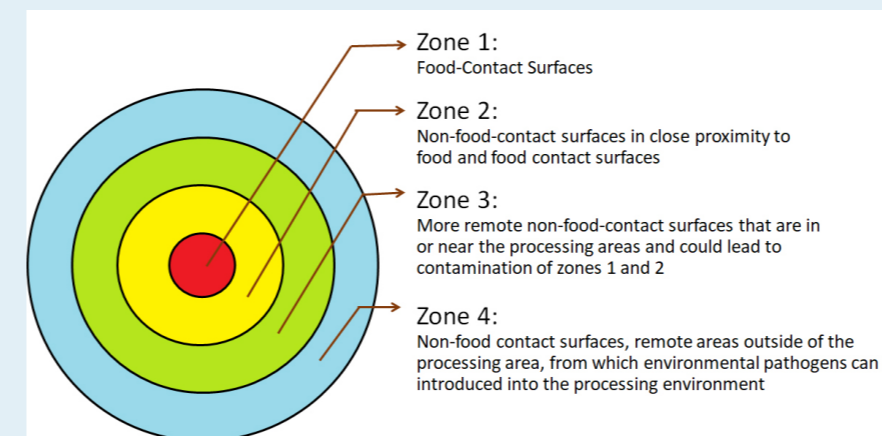 Zone 1:
Food-Contact Surfaces
Zone 2:
Non-food-contact surfaces in close proximity to
food and food contact surfaces
Zone 3:
More remote non-food-contact surfaces that are in
or near the processing areas and could lead to
contamination of zones 1 and 2
Zone 4:
Non-food contact surfaces, remote areas outside of the
processing area, from which environmental pathogens can
introduced into the processing environment